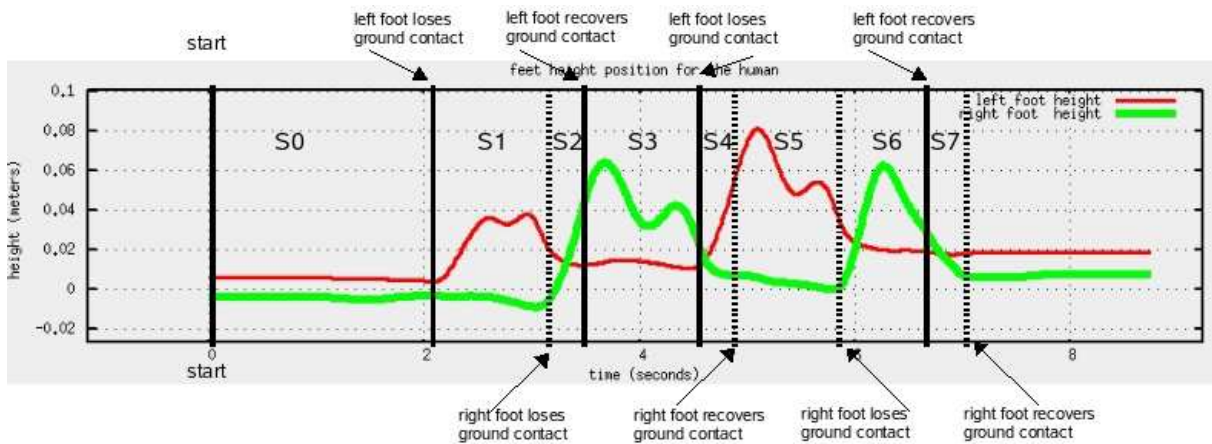 left foot loses
ground contact
left foot recovers
ground contact
left foot loses
ground contact
left foot recovers
ground contact
start
feet height position for the human
0.1
0.08
0.06
0.04
0.02
0
-0.02
height (meters)
left foot height
right foot height
S0
S1
S2
S3
S4
S5
S6
S7
0
2
4
6
8
start
time (seconds)
right foot loses
ground contact
right foot recovers
ground contact
right foot loses
ground contact
right foot recovers
ground contact